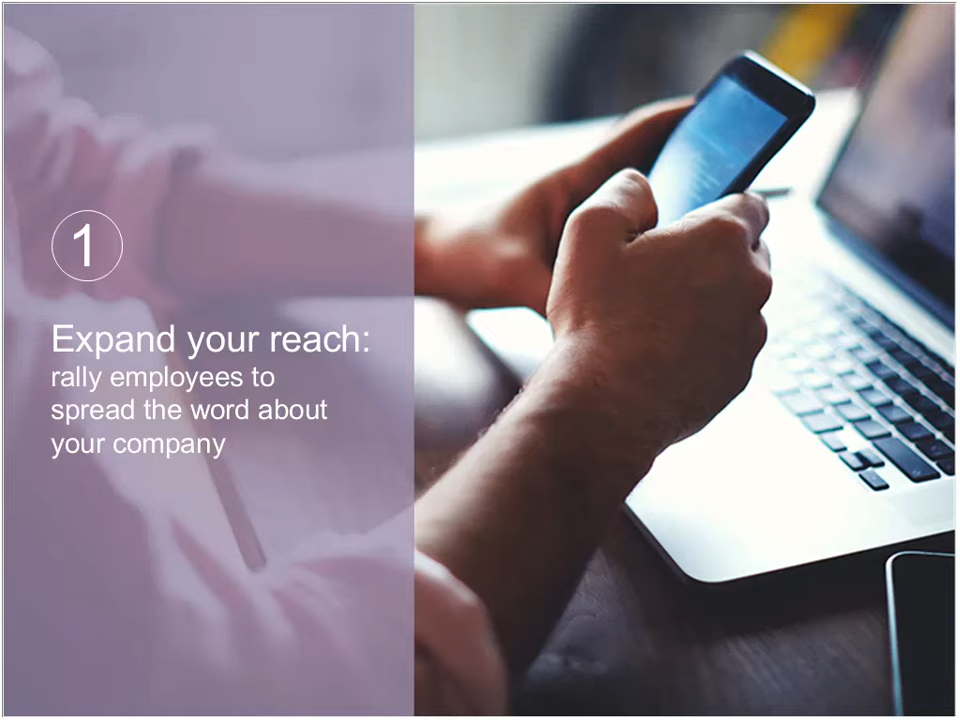 1
Expand your reach:
rally employees to
spread the word about
your company